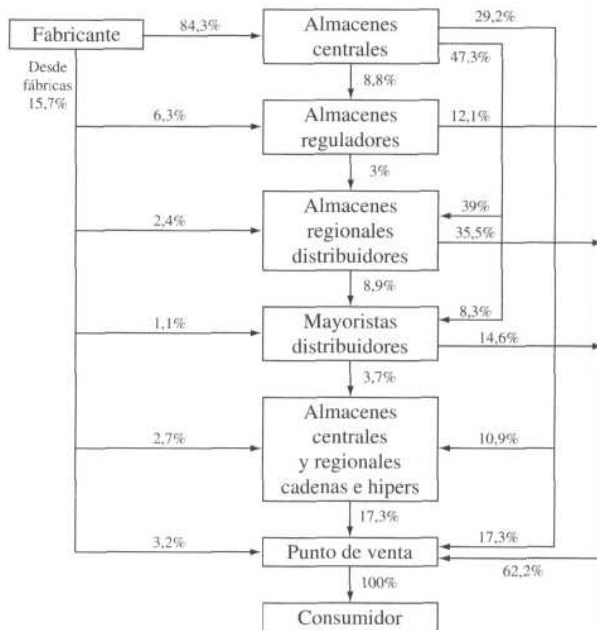 Fabricante
84,3%
Almacenes
centrales
29,2%
47,3%
Desde
fábricas
15,7%
8,8%
6,3%
Almacenes
reguladores
12,1%
3%
2,4%
Almacenes
regionales
distribuidores
39%
35,5%
8,9%
1,1%
Mayoristas
distribuidores
8,3%
14,6%
3,7%
2,7%
Almacenes
centrales
y regionales
cadenas e hipers
10,9%
17,3%
3,2%
Punto de venta
17,3%
62,2%
100%
Consumidor